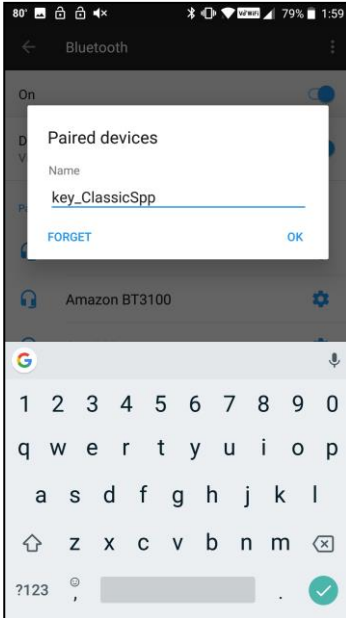 80° 79% 1:59
Bluetooth
On
D
V
Paired devices
Name
key_ClassicSpp
FORGET OK
Pa
Amazon BT3100
G
1 2 3 4 5 6 7 8 9 0
q w e r t y u i o p
a s d f g h j k l
z x c v b n m
?123 , .